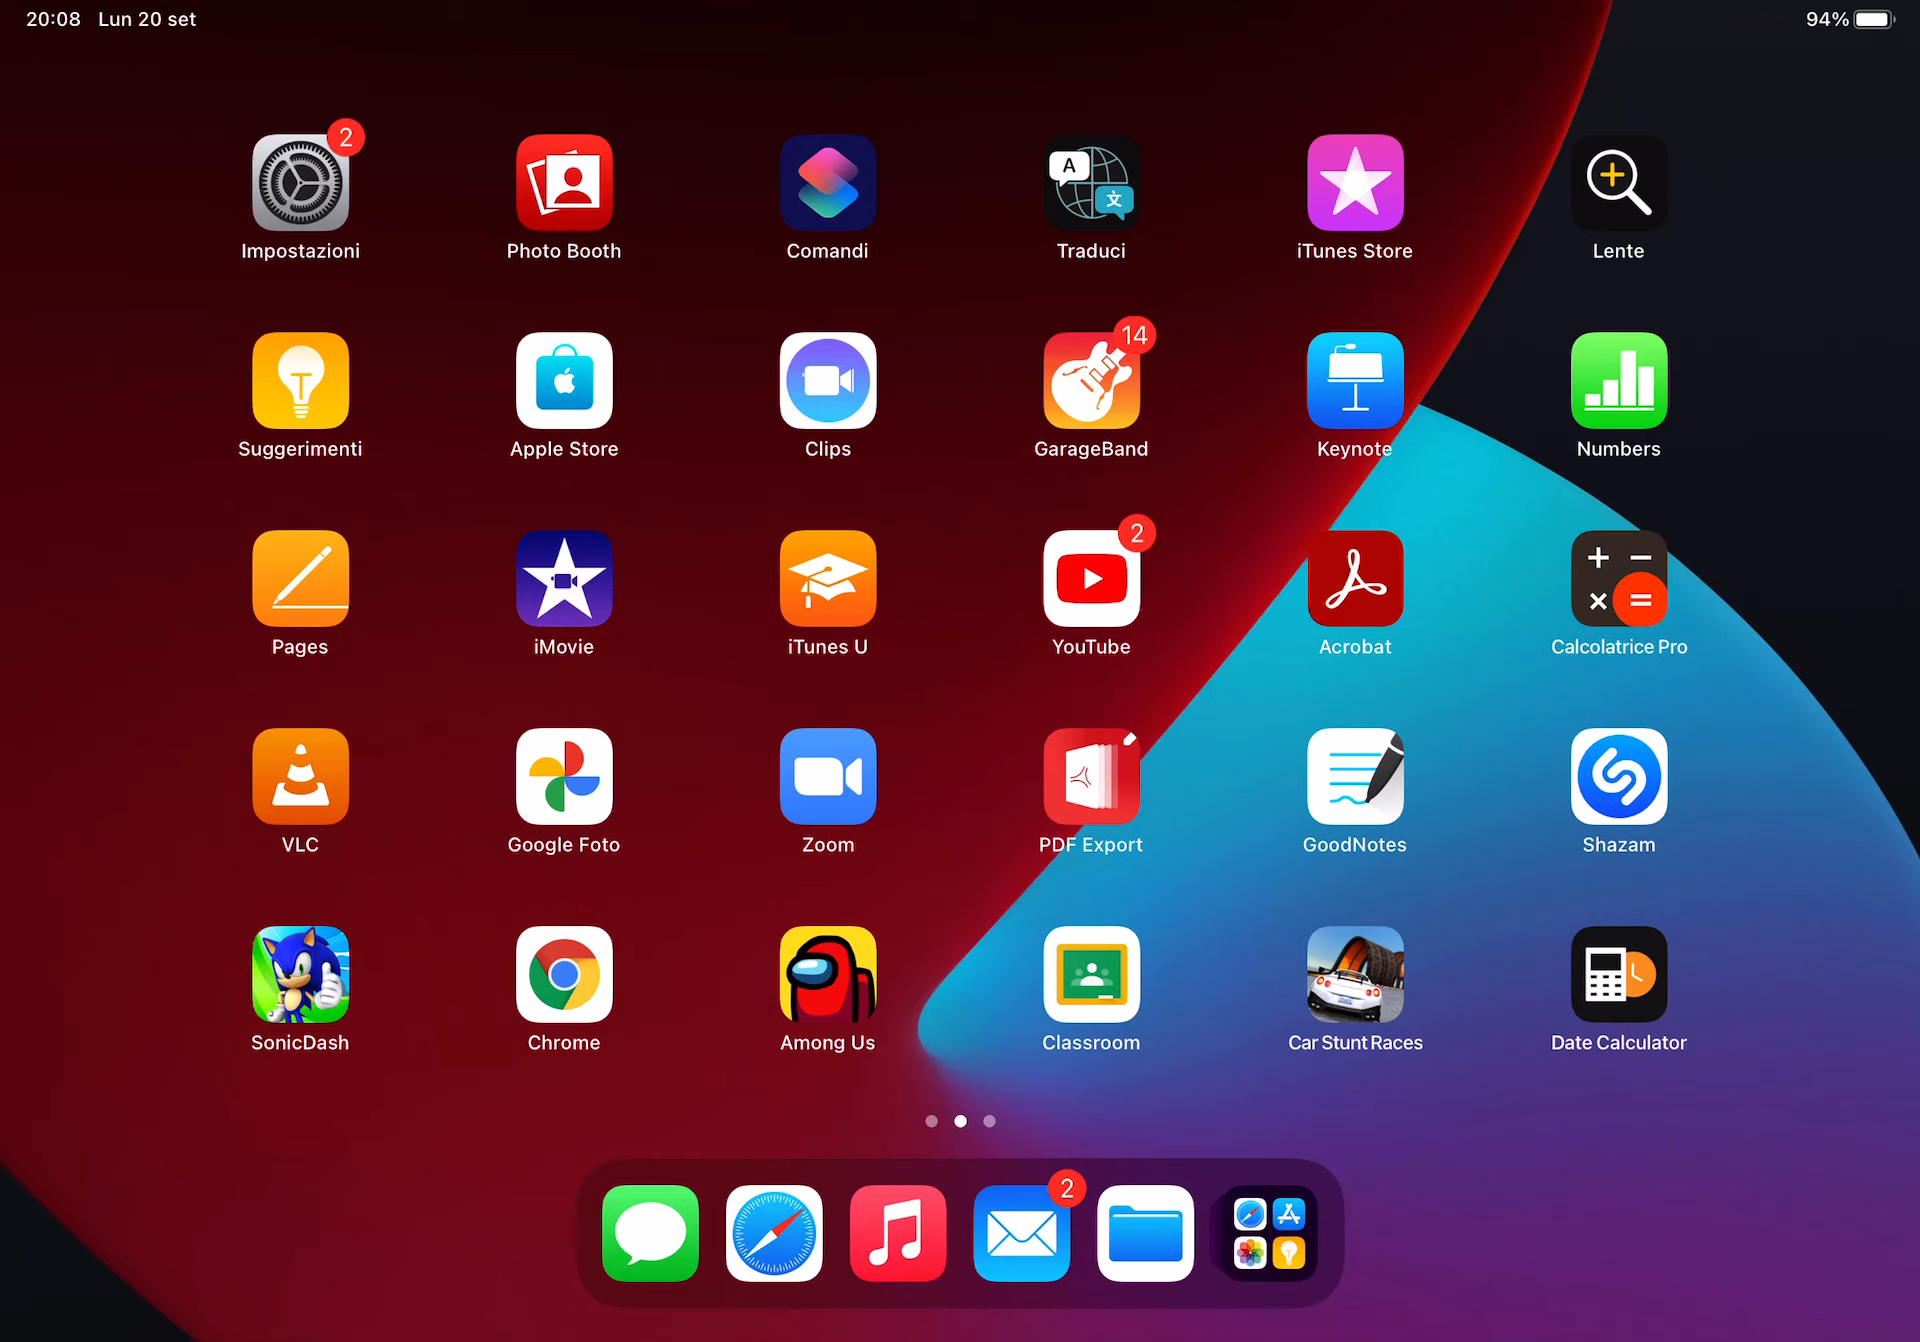 20:08 Lun 20 set
94%
2
Impostazioni
Photo Booth
Comandi
A
文
Traduci
iTunes Store
Lente
Suggerimenti
Apple Store
Clips
14
GarageBand
Keynote
Numbers
Pages
iMovie
iTunes U
2
YouTube
Acrobat
+ −
× =
Calcolatrice Pro
VLC
Google Foto
Zoom
PDF Export
GoodNotes
Shazam
SonicDash
Chrome
Among Us
Classroom
Car Stunt Races
Date Calculator
2